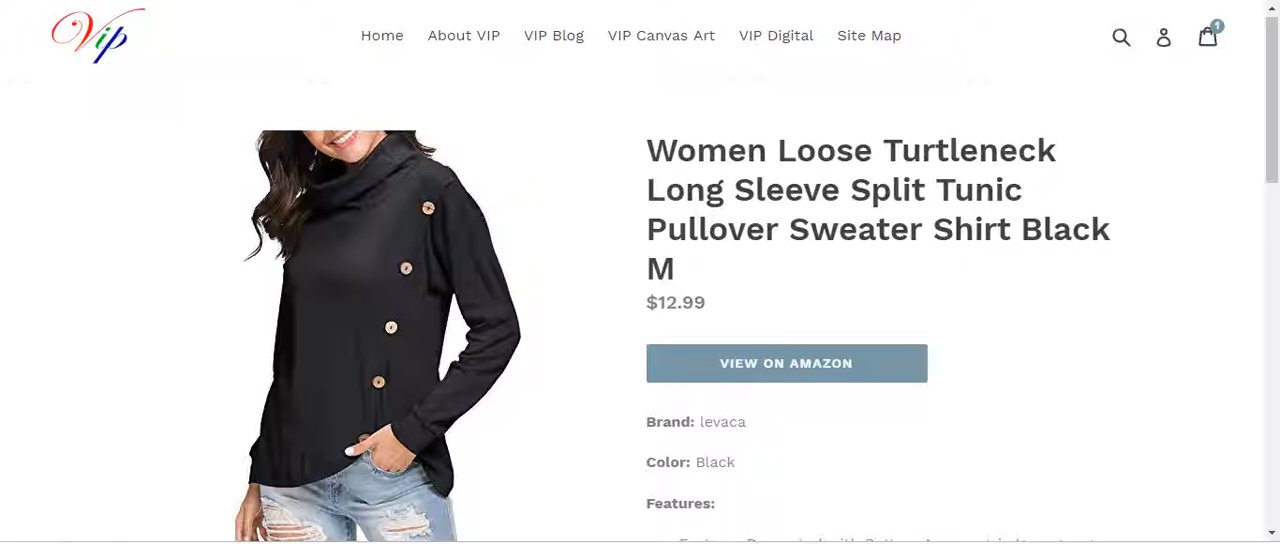 Vip
Home About VIP VIP Blog VIP Canvas Art VIP Digital Site Map
1
Women Loose Turtleneck
Long Sleeve Split Tunic
Pullover Sweater Shirt Black
M
$12.99
VIEW ON AMAZON
Brand: levaca
Color: Black
Features: